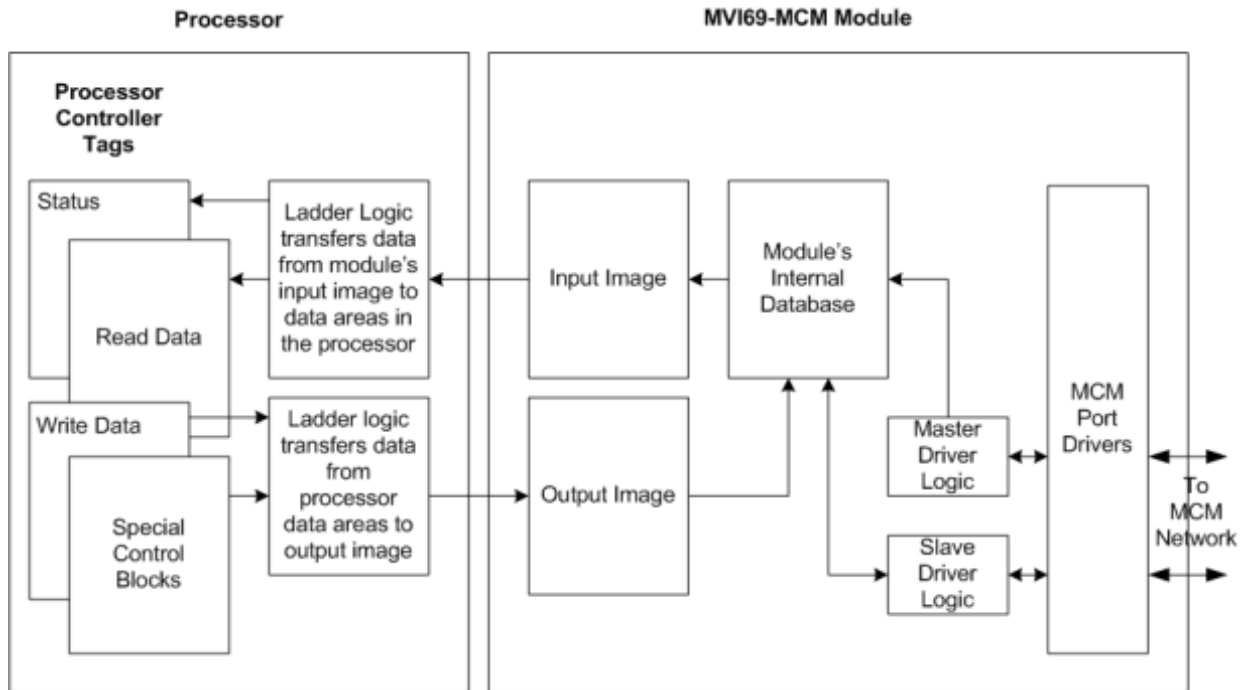 Processor
MVI69-MCM Module
Processor
Controller
Tags
Status
Read Data
Ladder Logic
transfers data
from module's
input image to
data areas in
the processor
Input Image
Module's
Internal
Database
Write Data
Special
Control
Blocks
Ladder logic
transfers data
from
processor
data areas to
output image
Output Image
Master
Driver
Logic
Slave
Driver
Logic
MCM
Port
Drivers
To
MCM
Network